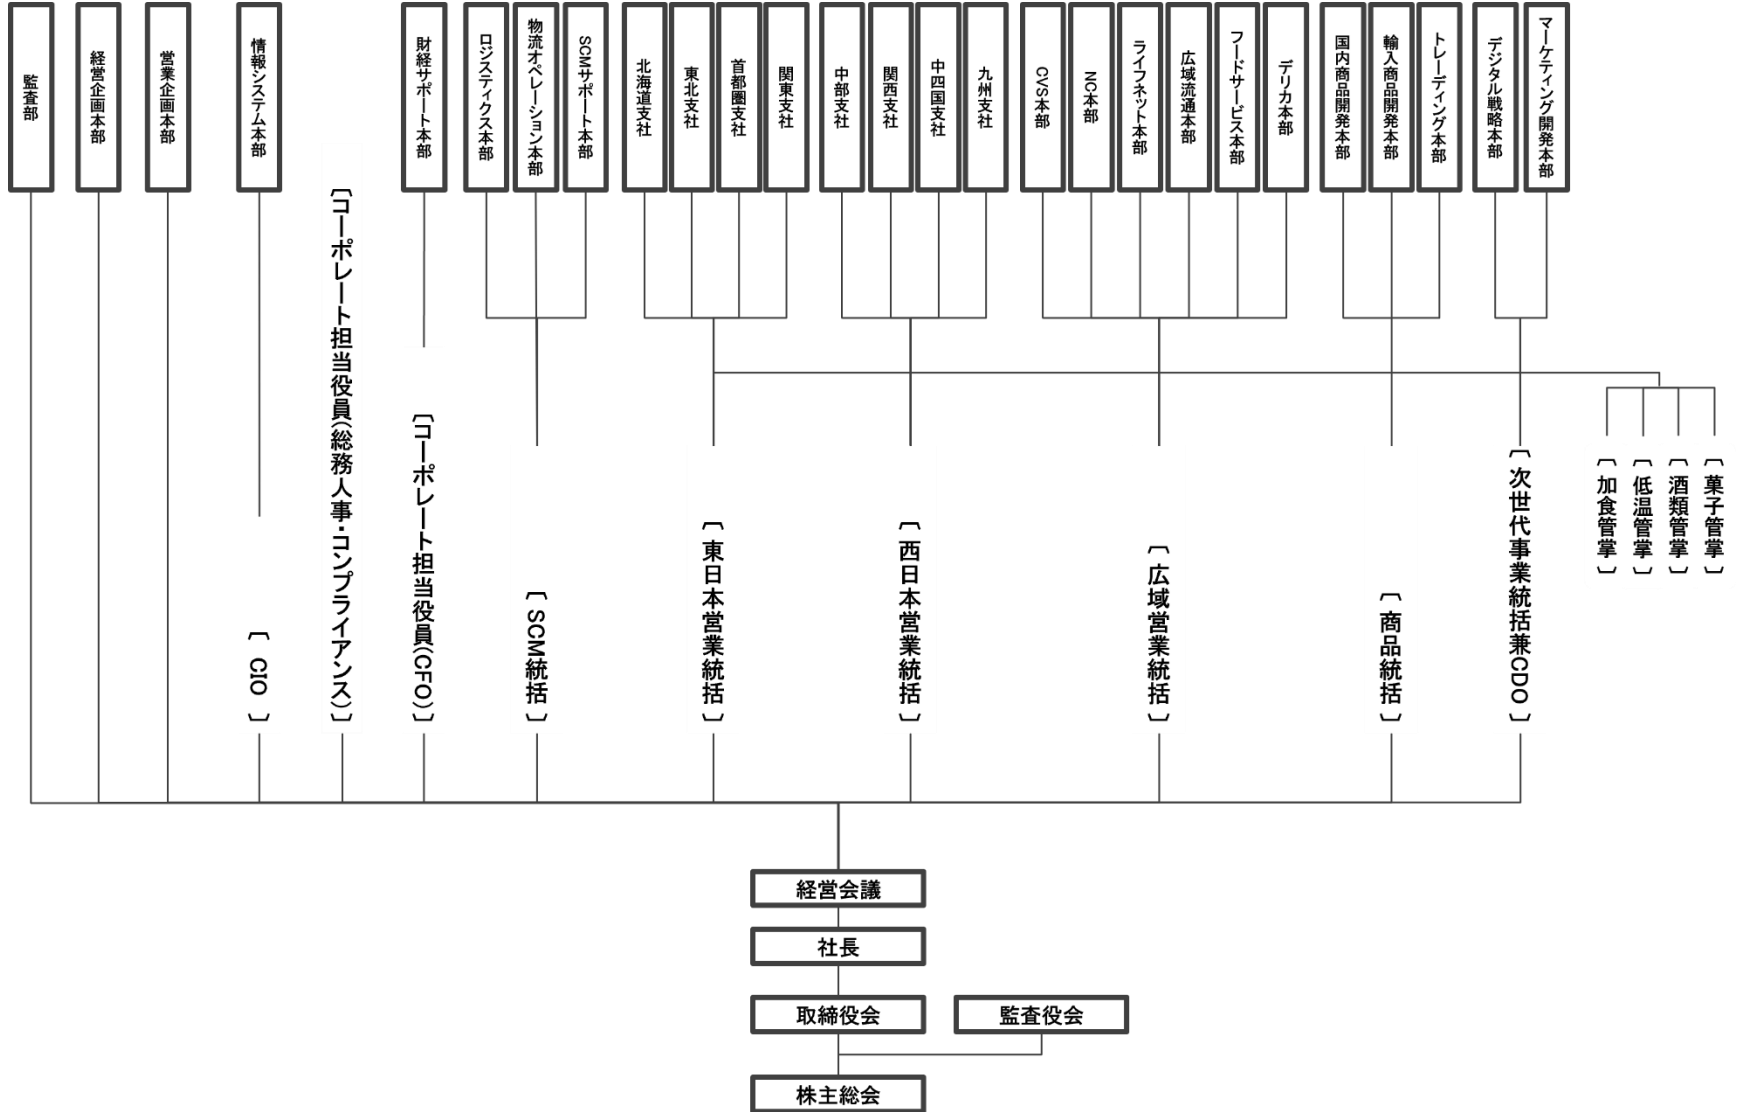 監査部
経営企画本部
営業企画本部
情報システム本部
財経サポート本部
ロジスティクス本部
物流オペレーション本部
SCMサポート本部
北海道支社
東北支社
首都圏支社
関東支社
中部支社
関西支社
中四国支社
九州支社
CVS本部
NC本部
ライフネット本部
広域流通本部
フードサービス本部
デリカ本部
国内商品開発本部
輸入商品開発本部
トレーディング本部
デジタル戦略本部
マーケティング開発本部
〔 CIO 〕
〔コーポレート担当役員(総務人事・コンプライアンス)〕
〔コーポレート担当役員(CFO)〕
〔 SCM統括 〕
〔 東日本営業統括 〕
〔 西日本営業統括 〕
〔 広域営業統括 〕
〔 商品統括 〕
〔 次世代事業統括兼CDO 〕
〔 加食管掌 〕
〔 低温管掌 〕
〔 酒類管掌 〕
〔 菓子管掌 〕
経営会議
社長
取締役会
監査役会
株主総会